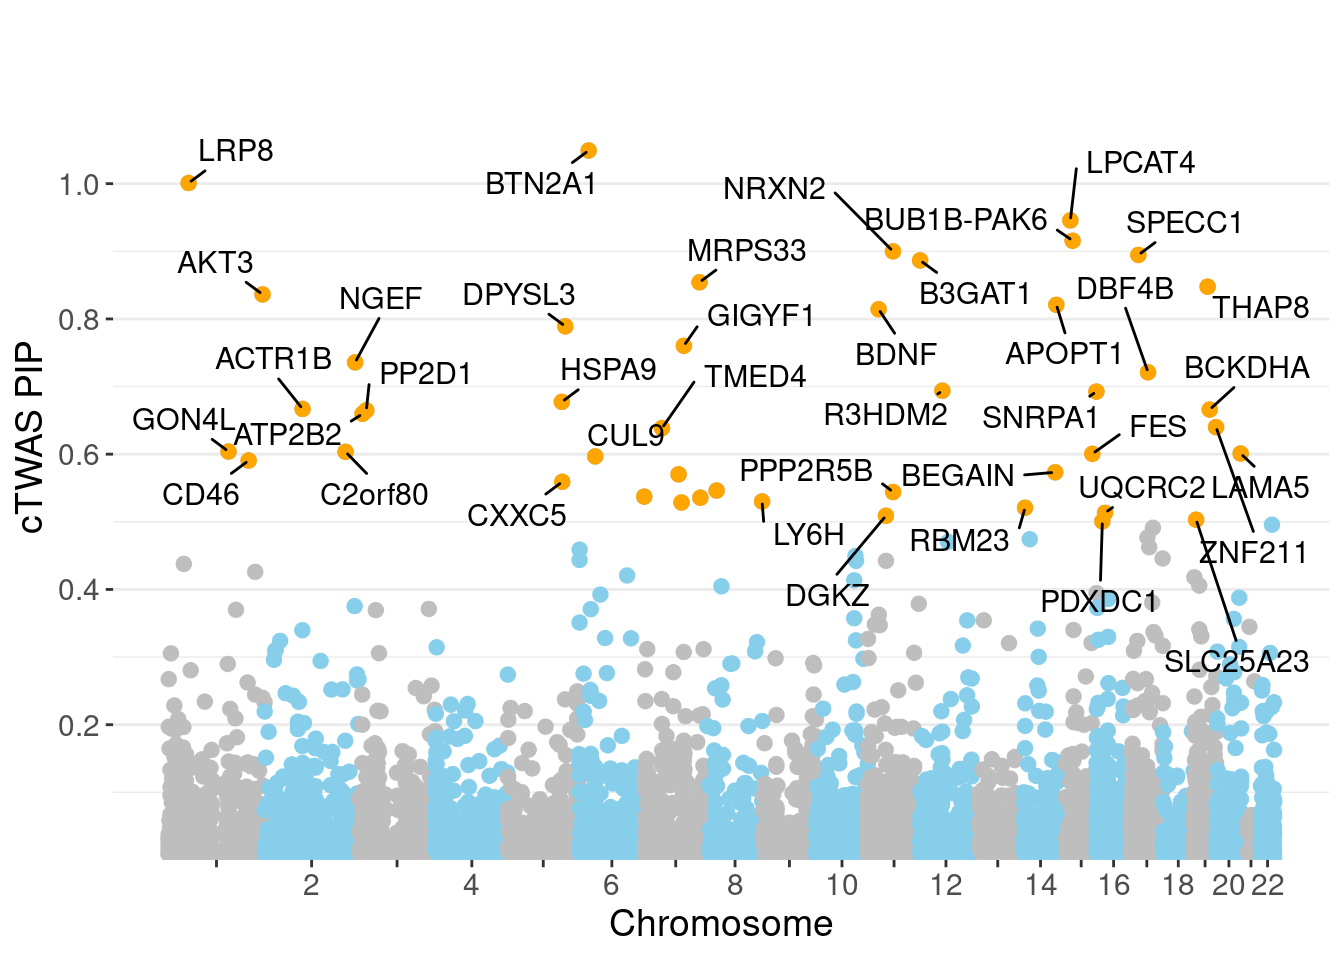 LRP8
BTN2A1
NRXN2
LPCAT4
BUB1B-PAK6
SPECC1
AKT3
MRPS33
NGEF
DPYSL3
B3GAT1
DBF4B
THAP8
GIGYF1
ACTR1B
PP2D1
HSPA9
BDNF
APOPT1
BCKDHA
TMED4
GON4L
ATP2B2
CUL9
R3HDM2
SNRPA1
FES
CD46
C2orf80
PPP2R5B
BEGAIN
UQCRC2
LAMA5
CXXC5
LY6H
RBM23
ZNF211
DGKZ
PDXDC1
SLC25A23
cTWAS PIP
1.0
0.8
0.6
0.4
0.2
2
4
6
8
10
12
14
16
18
20
22
Chromosome